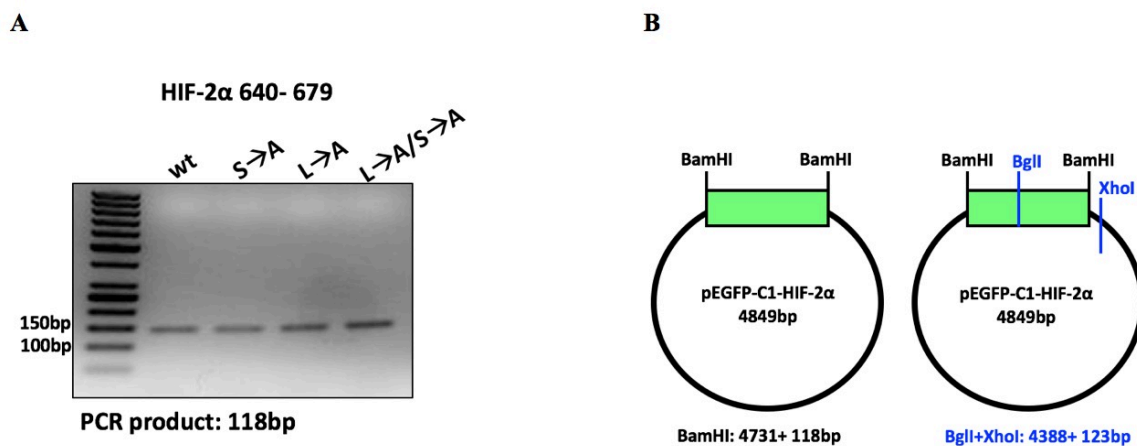 A
HIF-2α 640- 679
wt
S→A
L→A
L→A/S→A
150bp
100bp
PCR product: 118bp
B
BamHI
BamHI
pEGFP-C1-HIF-2α
4849bp
BamHI: 4731+ 118bp
BamHI
BglI
BamHI
XhoI
pEGFP-C1-HIF-2α
4849bp
BglI+XhoI: 4388+ 123bp